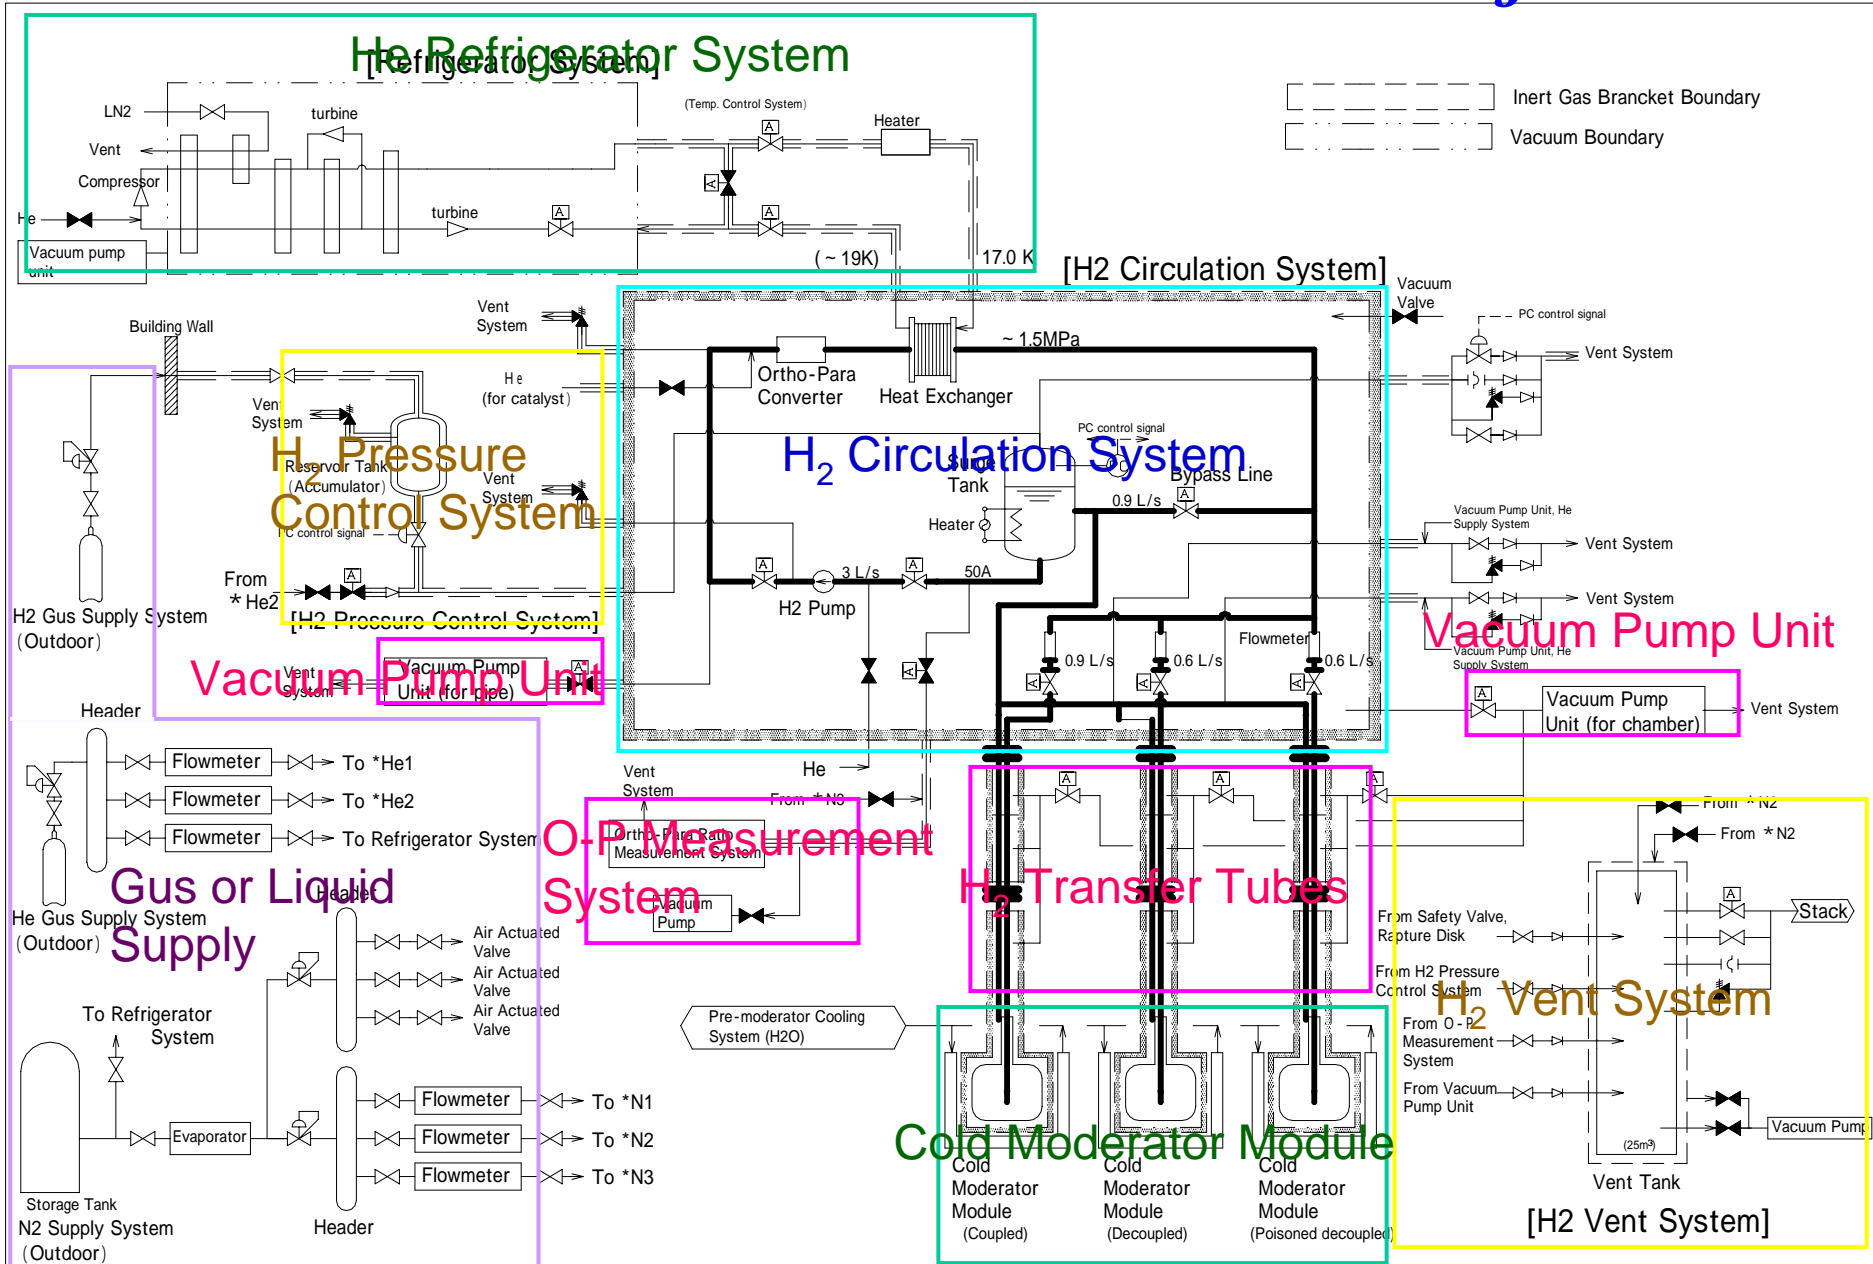 He Refrigerator System
[Refrigerator System]
LN2
turbine
(Temp. Control System)
Heater
Vent
Compressor
He
turbine
Vacuum pump
unit
(~19K)
17.0 K
Inert Gas Brancket Boundary
Vacuum Boundary
[H2 Circulation System]
Vacuum
Valve
PC control signal
Vent System
Building Wall
Vent
System
~ 1.5MPa
He
(for catalyst)
Ortho-Para
Converter
Heat Exchanger
Vent
System
H2 Pressure
Control System
Reservoir Tank
(Accumulator)
PC control signal
Vent
System
H2 Circulation System
PC control signal
Surge
Tank
Bypass Line
0.9 L/s
Heater
3 L/s
50A
H2 Pump
From
*He2
[H2 Pressure Control System]
H2 Gus Supply System
(Outdoor)
Vacuum Pump Unit, He
Supply System
Vent System
Vent System
Vacuum Pump Unit, He
Supply System
Flowmeter
0.9 L/s
0.6 L/s
0.6 L/s
Vacuum Pump Unit
Vent
System
Vacuum Pump
Unit (for pipe)
Vacuum Pump Unit
Vacuum Pump
Unit (for chamber)
Vent System
Header
Flowmeter
To *He1
Flowmeter
To *He2
Flowmeter
To Refrigerator System
He Gus Supply System
(Outdoor)
Gus or Liquid
Supply
Header
Air Actuated
Valve
Air Actuated
Valve
Air Actuated
Valve
To Refrigerator
System
Evaporator
Flowmeter
To *N1
Flowmeter
To *N2
Flowmeter
To *N3
Storage Tank
N2 Supply System
(Outdoor)
Header
He
Vent
System
From *N3
O-P Measurement
System
Ortho-Para Ratio
Measurement System
Vacuum
Pump
H2 Transfer Tubes
Pre-moderator Cooling
System (H2O)
Cold Moderator Module
Cold
Moderator
Module
(Coupled)
Cold
Moderator
Module
(Decoupled)
Cold
Moderator
Module
(Poisoned decoupled)
From *N2
From *N2
Stack
From Safety Valve,
Rapture Disk
From H2 Pressure
Control System
H2 Vent System
From O-P
Measurement
System
From Vacuum
Pump Unit
Vacuum Pump
(25m³)
Vent Tank
[H2 Vent System]